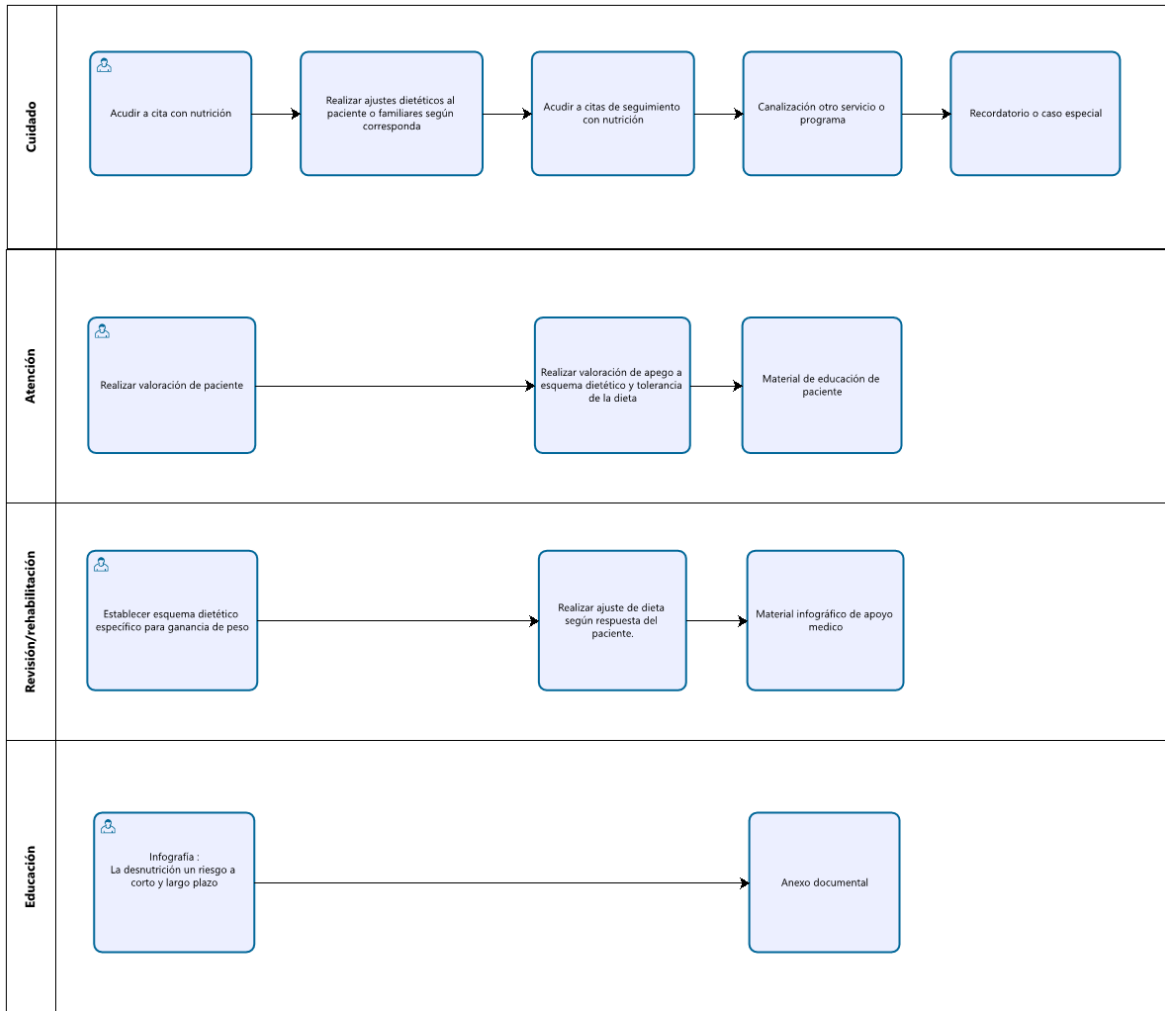 Cuidado
Acudir a cita con nutrición
Realizar ajustes dietéticos al
paciente o familiares según
corresponda
Acudir a citas de seguimiento
con nutrición
Canalización otro servicio o
programa
Recordatorio o caso especial
Atención
Realizar valoración de paciente
Realizar valoración de apego a
esquema dietético y tolerancia
de la dieta
Material de educación de
paciente
Revisión/rehabilitación
Establecer esquema dietético
específico para ganancia de peso
Realizar ajuste de dieta
según respuesta del
paciente.
Material infográfico de apoyo
medico
Educación
Infografía :
La desnutrición un riesgo a
corto y largo plazo
Anexo documental